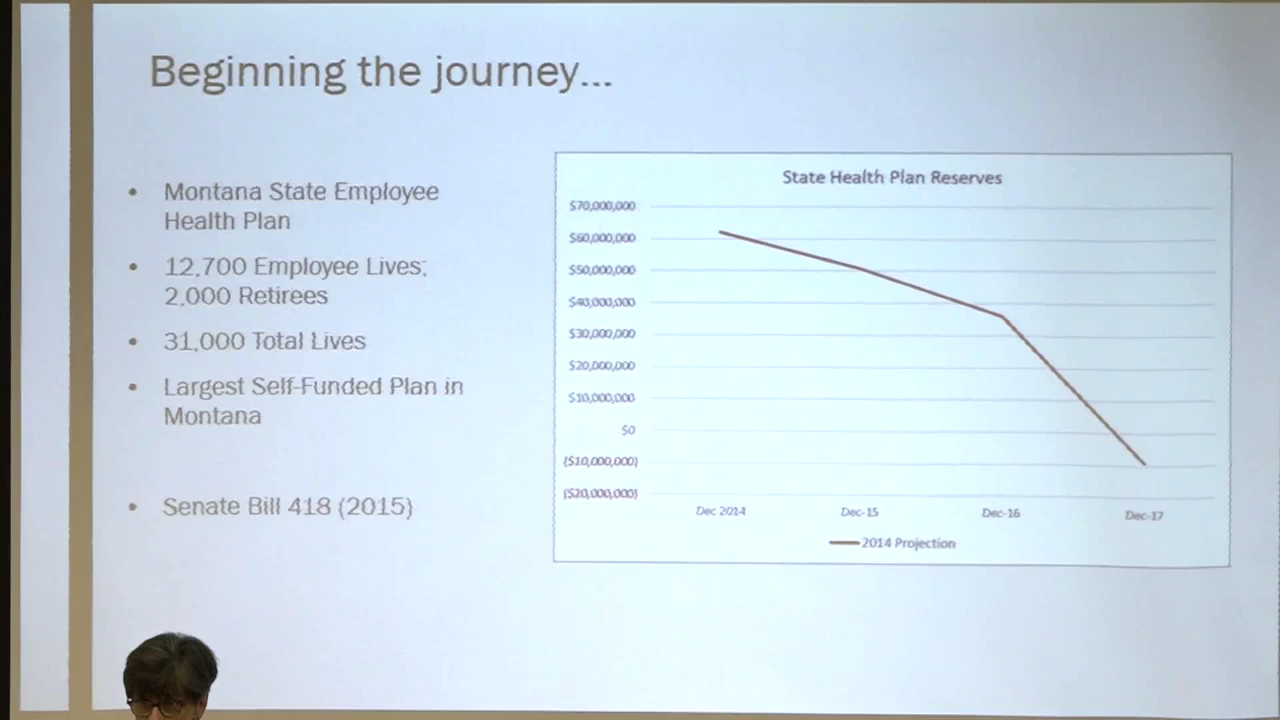 Beginning the journey...
• Montana State Employee
Health Plan
• 12,700 Employee Lives;
2,000 Retirees
• 31,000 Total Lives
• Largest Self-Funded Plan in
Montana
• Senate Bill 418 (2015)
State Health Plan Reserves
$70,000,000
$60,000,000
$50,000,000
$40,000,000
$30,000,000
$20,000,000
$10,000,000
$0
($10,000,000)
($20,000,000)
Dec 2014 Dec-15 Dec-16 Dec-17
2014 Projection